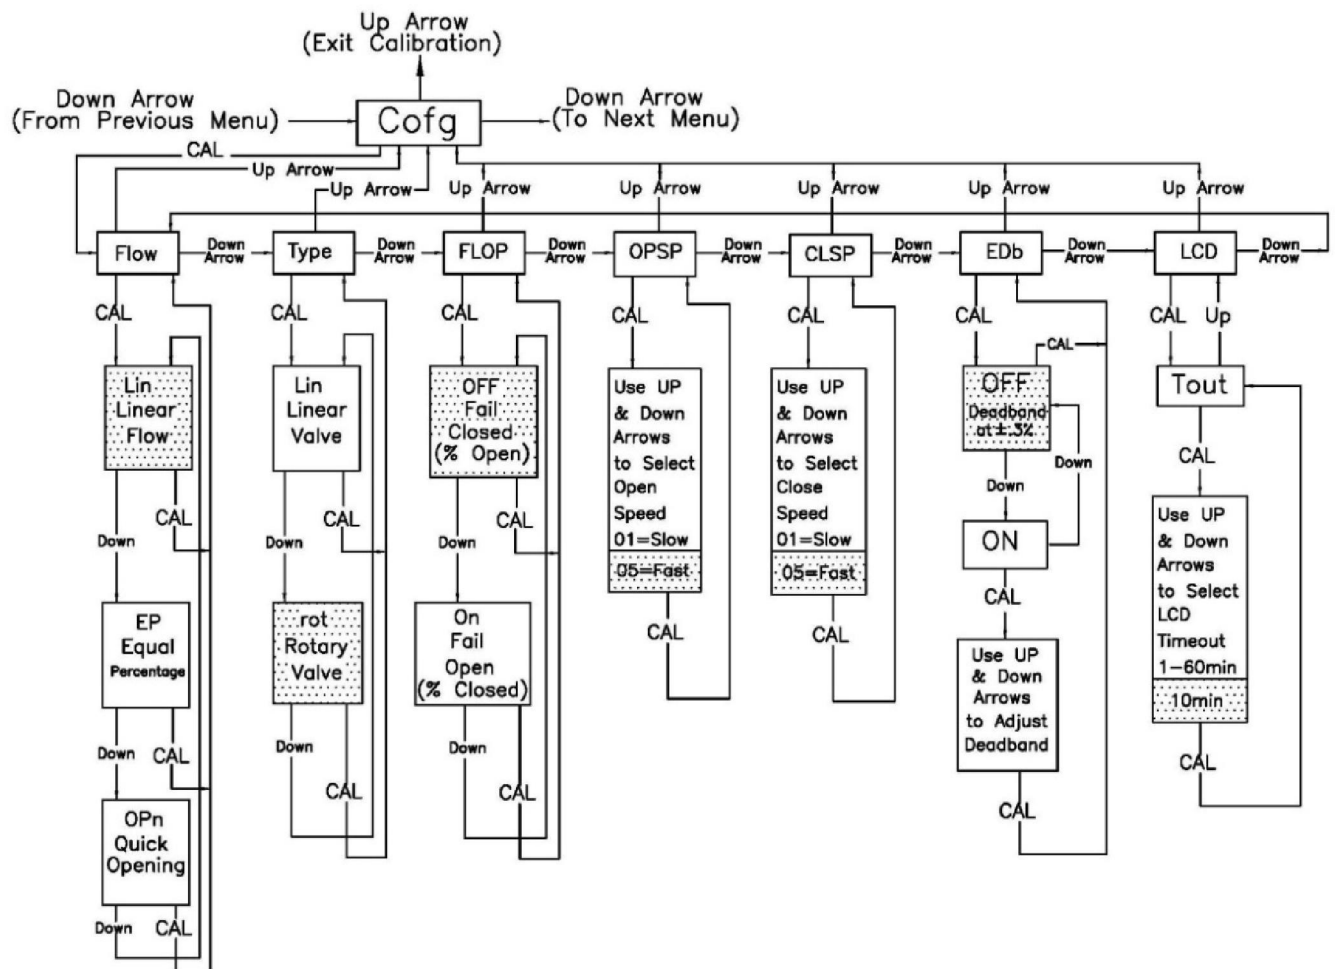 Up Arrow
(Exit Calibration)
Down Arrow
(From Previous Menu)
Cofg
Down Arrow
(To Next Menu)
CAL
Up Arrow
Up Arrow
Up Arrow
Up Arrow
Up Arrow
Up Arrow
Up Arrow
Flow
Down
Arrow
Type
Down
Arrow
FLOP
Down
Arrow
OPSP
Down
Arrow
CLSP
Down
Arrow
EDb
Down
Arrow
LCD
Down
Arrow
CAL
Lin
Linear
Flow
Down
CAL
EP
Equal
Percentage
Down
CAL
OPn
Quick
Opening
Down
CAL
CAL
Lin
Linear
Valve
Down
CAL
rot
Rotary
Valve
Down
CAL
CAL
OFF
Fail
Closed
(% Open)
Down
CAL
On
Fail
Open
(% Closed)
Down
CAL
CAL
Use UP
& Down
Arrows
to Select
Open
Speed
01=Slow
05=Fast
CAL
CAL
Use UP
& Down
Arrows
to Select
Close
Speed
01=Slow
05=Fast
CAL
CAL
CAL
OFF
Deadband
at ±.3%
Down
Down
ON
CAL
Use UP
& Down
Arrows
to Adjust
Deadband
CAL
CAL
Up
Tout
CAL
Use UP
& Down
Arrows
to Select
LCD
Timeout
1-60min
10min
CAL